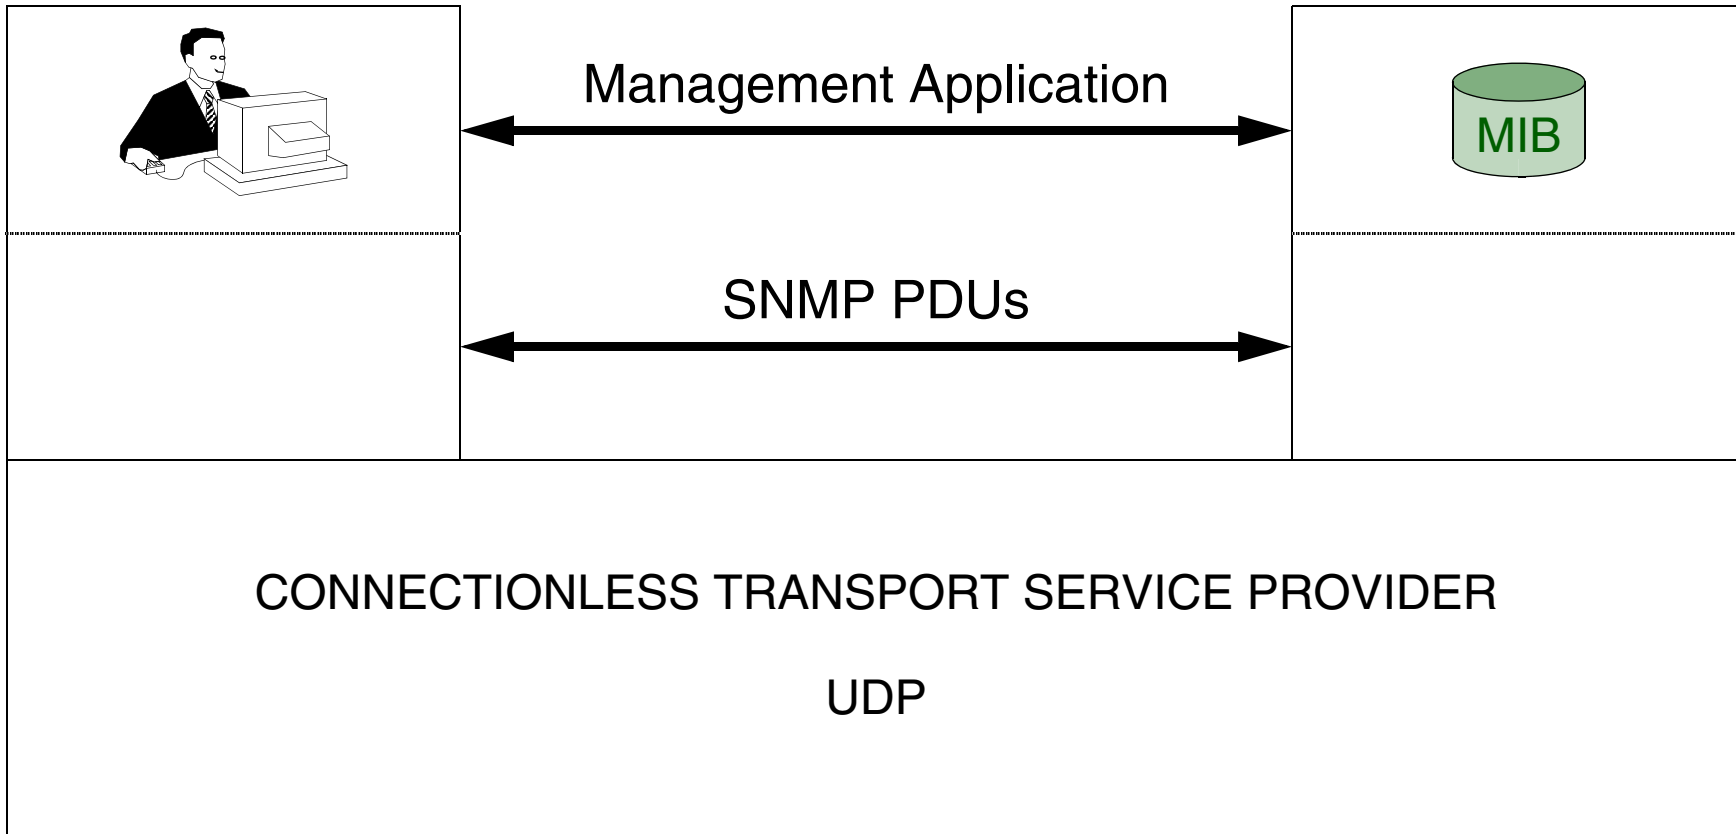 Management Application
MIB
SNMP PDUs
CONNECTIONLESS TRANSPORT SERVICE PROVIDER
UDP